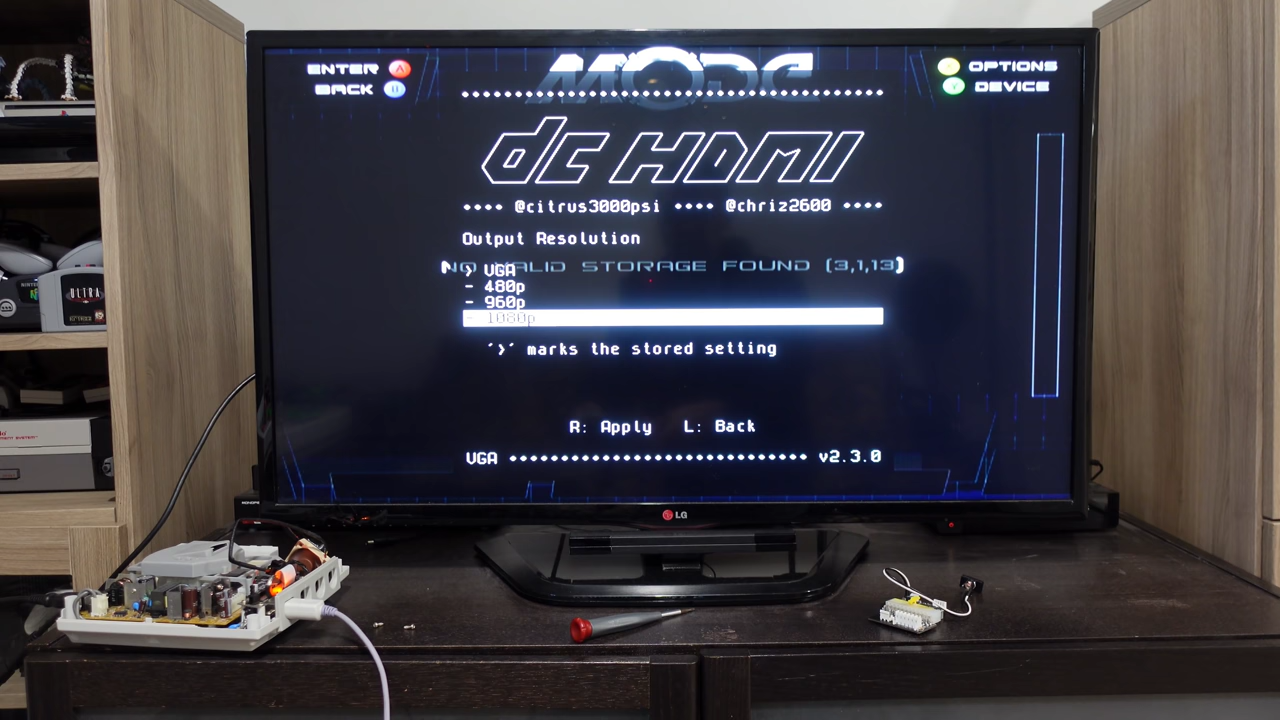 ENTER A
BACK B
MODE
OPTIONS
Y DEVICE
DC HDMI
@citrus3000psi @chriz2600
Output Resolution
NO VALID STORAGE FOUND (3,1,13)
> VGA
- 480p
- 960p
- 1080p
'>' marks the stored setting
R: Apply L: Back
VGA v2.3.0
LG
ULTRA